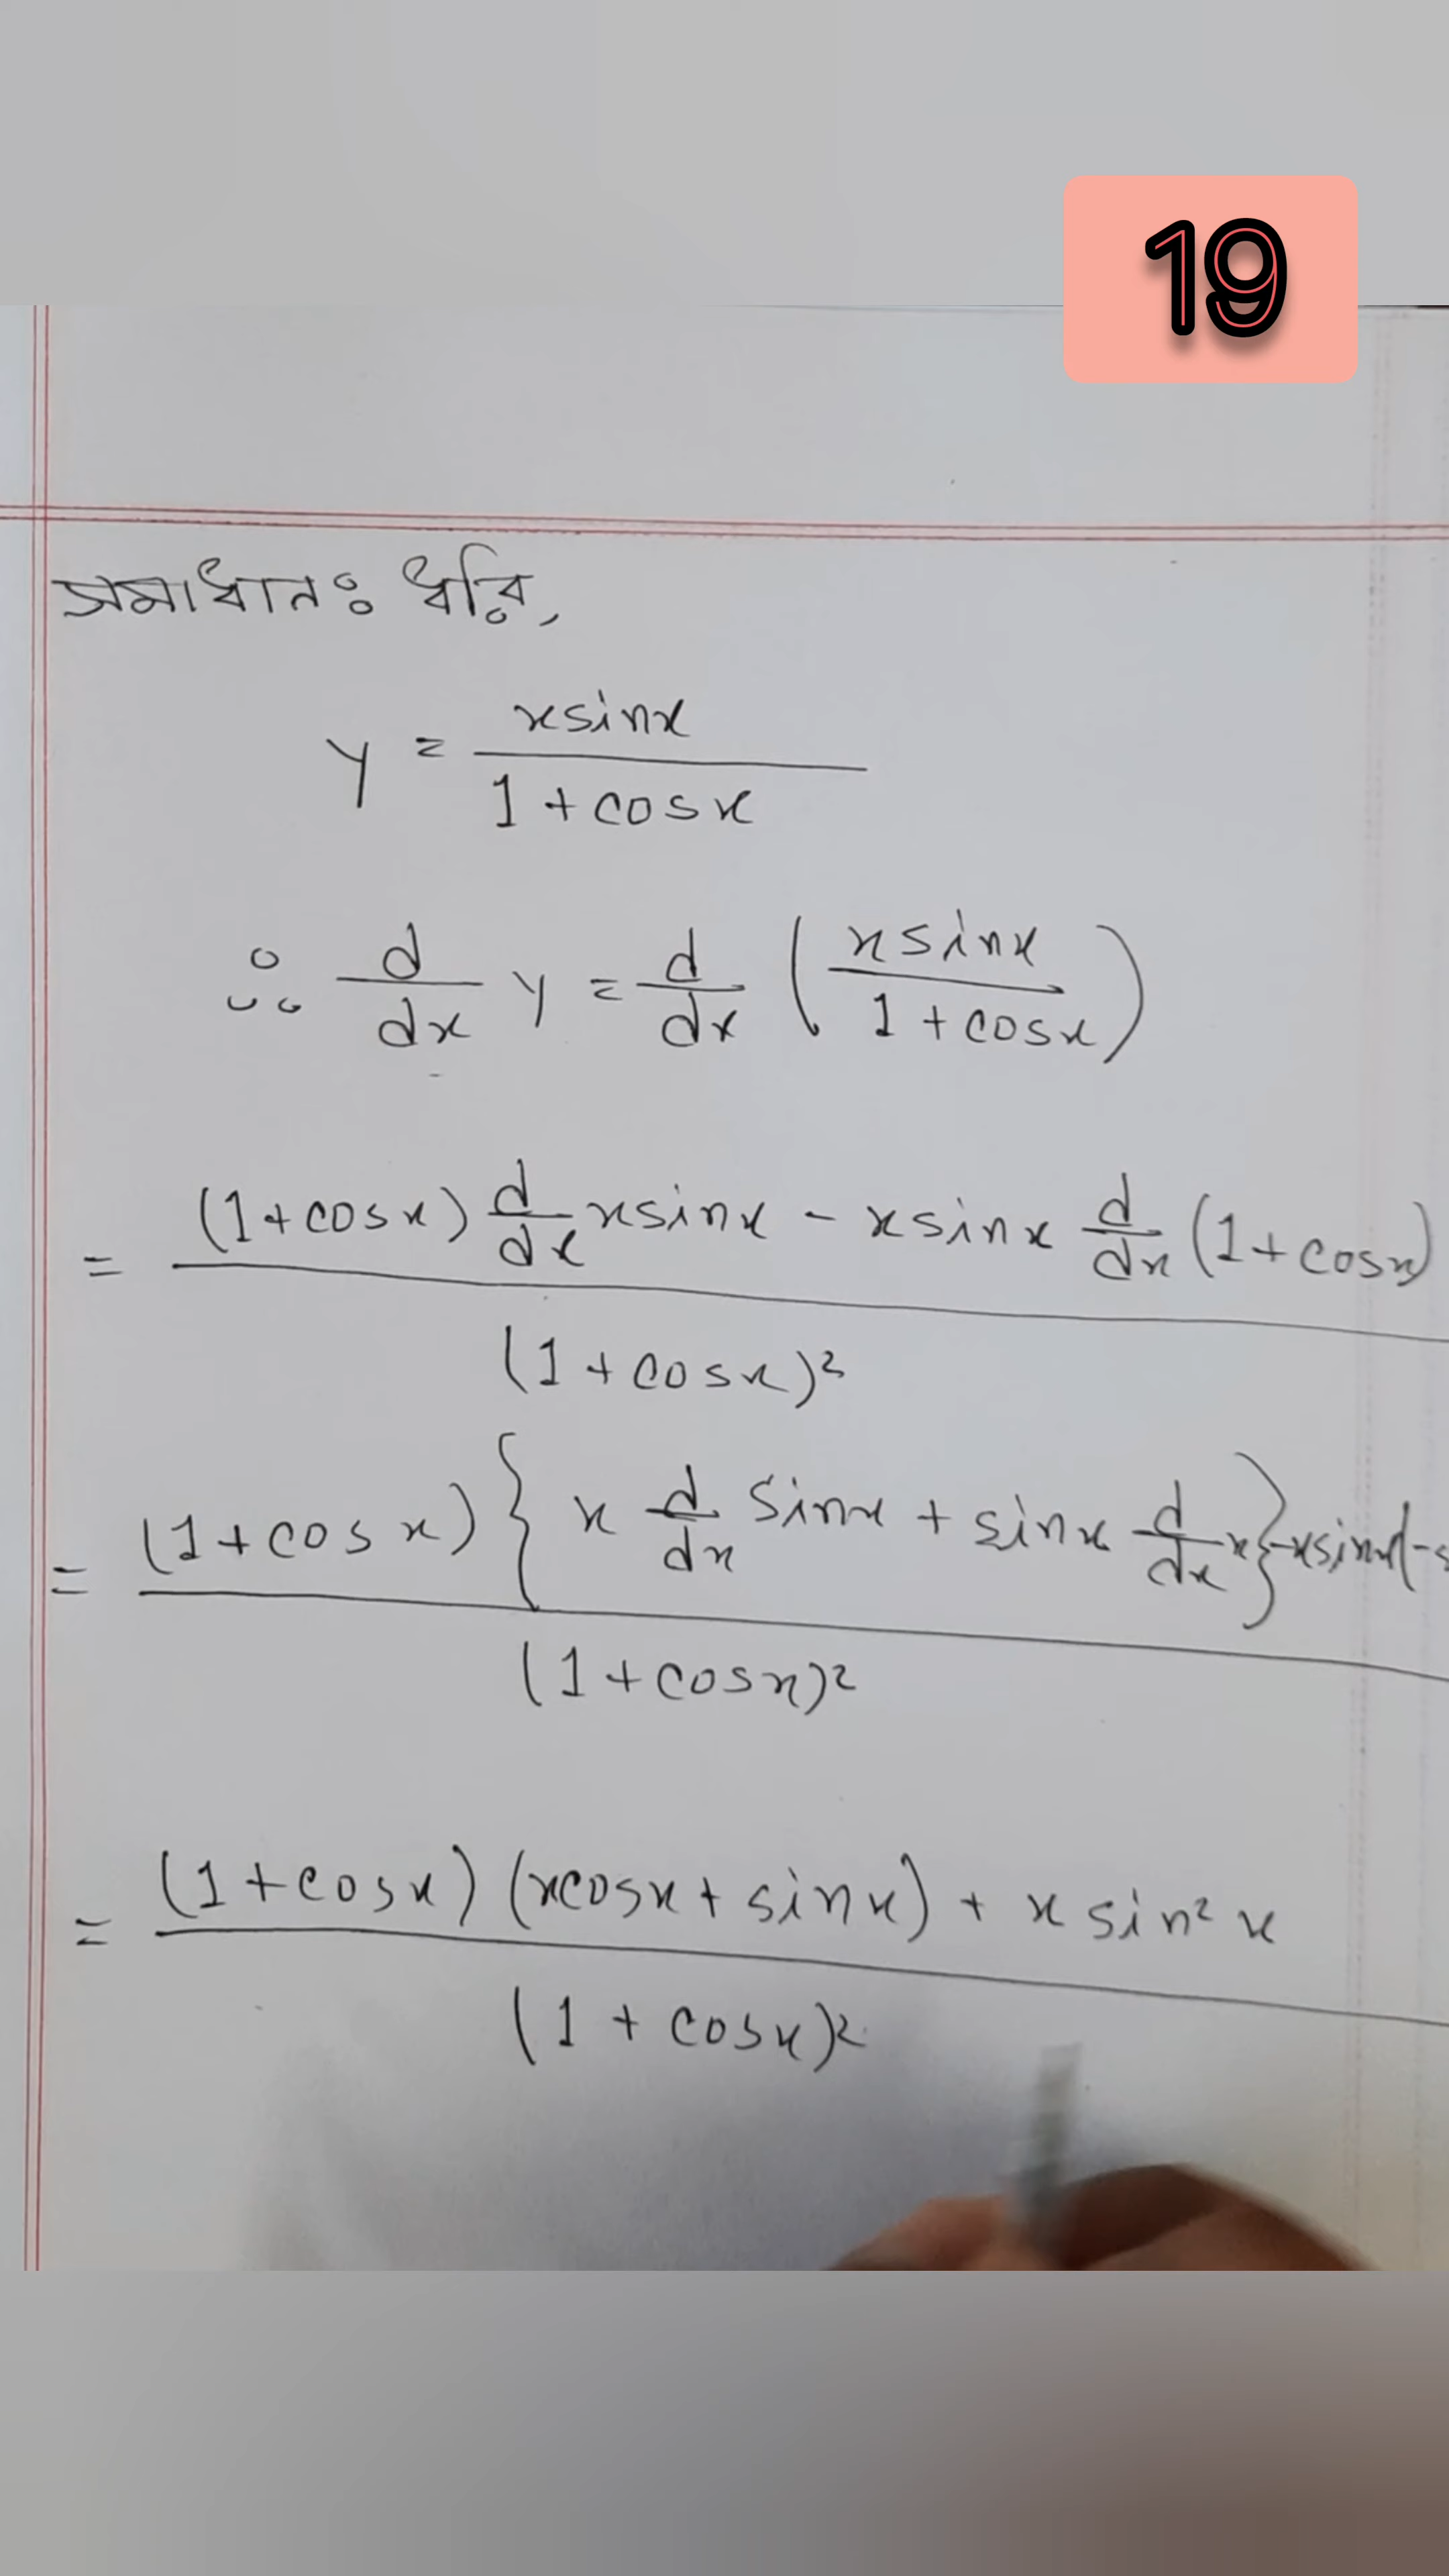 19
সমাধানঃ ধরি,
y = xsinx / 1+cosx
∴ d/dx y = d/dx (xsinx / 1+cosx)
= (1+cosx) d/dx xsinx - xsinx d/dx (1+cosx) / (1+cosx)²
= (1+cosx) { x d/dx sinx + sinx d/dx x} -xsinx(-s / (1+cosx)²
= (1+cosx) (xcosx + sinx) + x sin² x / (1+cosx)²